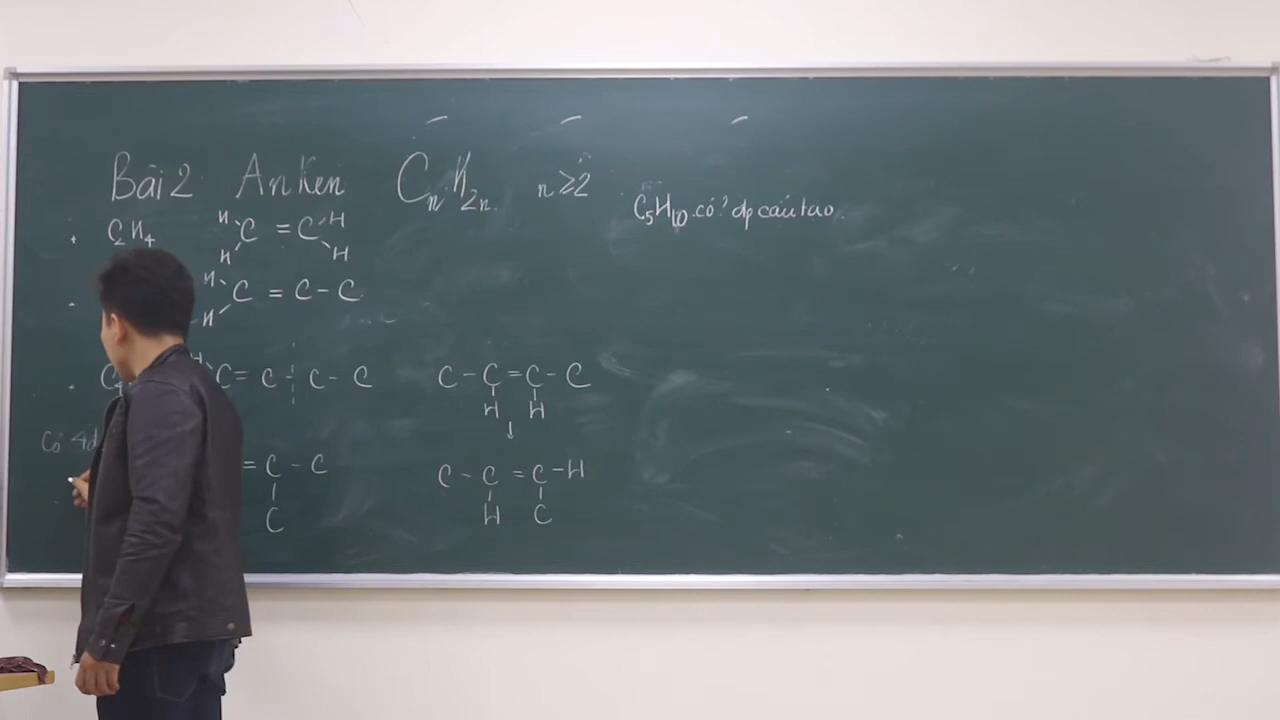 Bài 2 Anken CnH2n n ≥ 2
C5H10 có ? đp cấu tạo.
C2H4 H C = C H
H H
H C = C - C
H
C = C - C - C C - C = C - C
H H
↓
Có 4đ
= C - C C - C = C - H
C H C